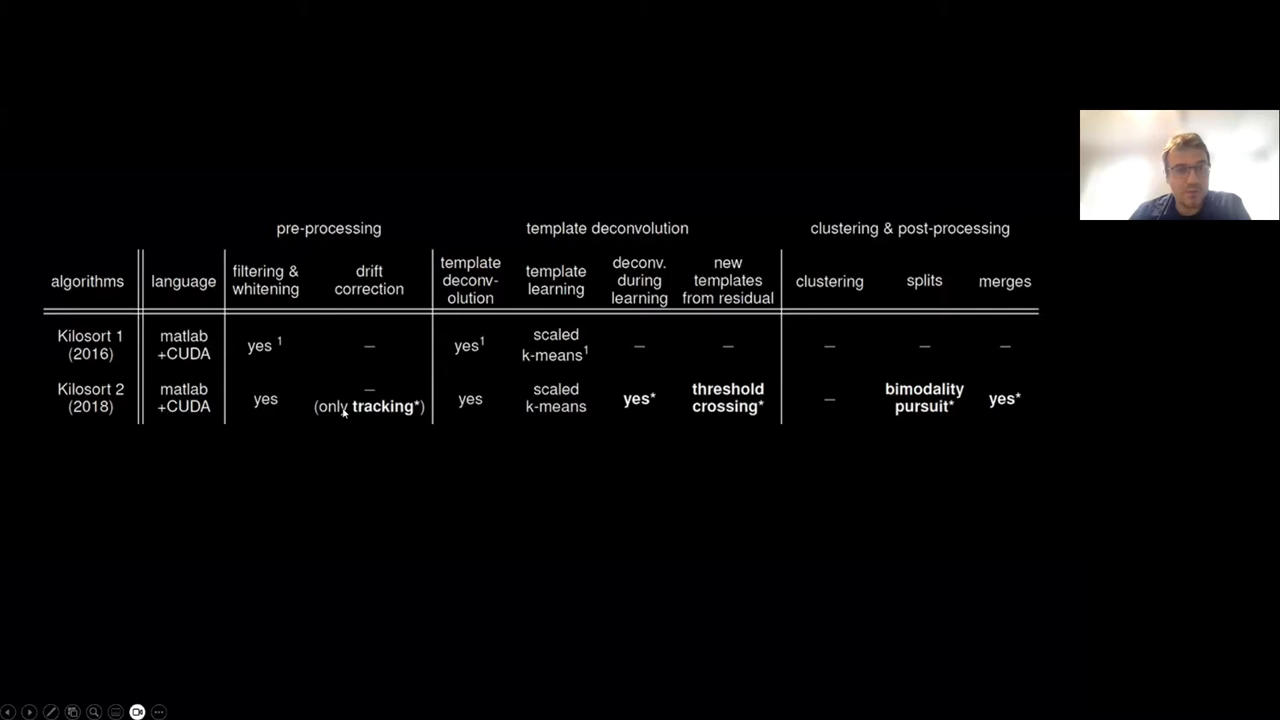 pre-processing template deconvolution clustering & post-processing
algorithms language filtering & whitening drift correction template deconv-olution template learning deconv. during learning new templates from residual clustering splits merges
Kilosort 1 (2016) matlab +CUDA yes 1 — yes1 scaled k-means1 — — — — —
Kilosort 2 (2018) matlab +CUDA yes — (only tracking*) yes scaled k-means yes* threshold crossing* — bimodality pursuit* yes*